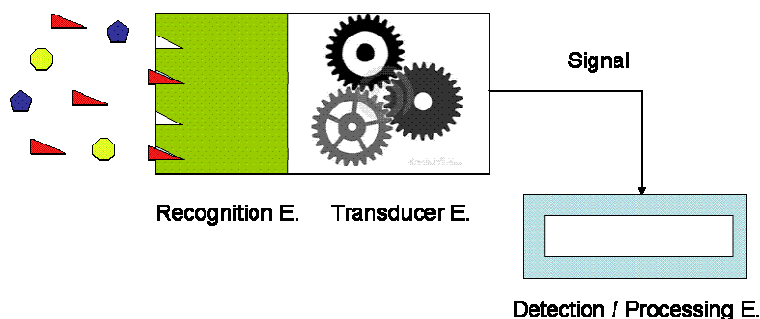 Signal
Recognition E.
Transducer E.
Detection / Processing E.